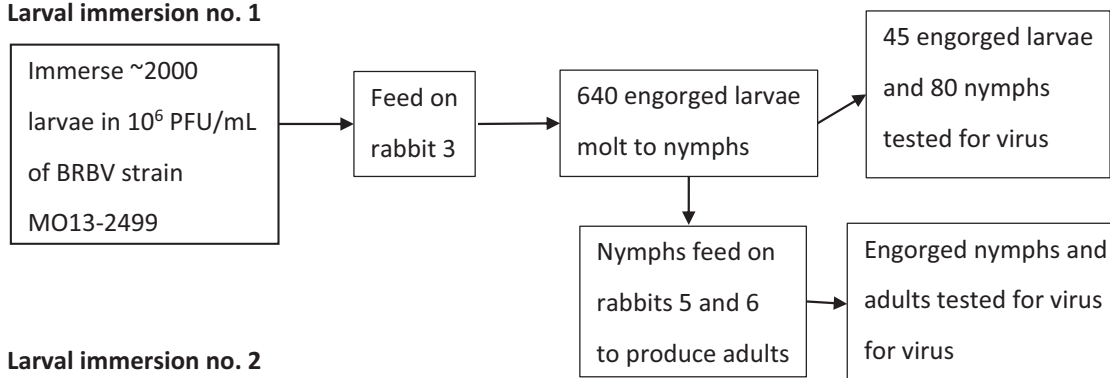 Larval immersion no. 1
Immerse ~2000
larvae in 10⁶ PFU/mL
of BRBV strain
MO13-2499
Feed on
rabbit 3
640 engorged larvae
molt to nymphs
45 engorged larvae
and 80 nymphs
tested for virus
Nymphs feed on
rabbits 5 and 6
to produce adults
Engorged nymphs and
adults tested for virus
for virus
Larval immersion no. 2